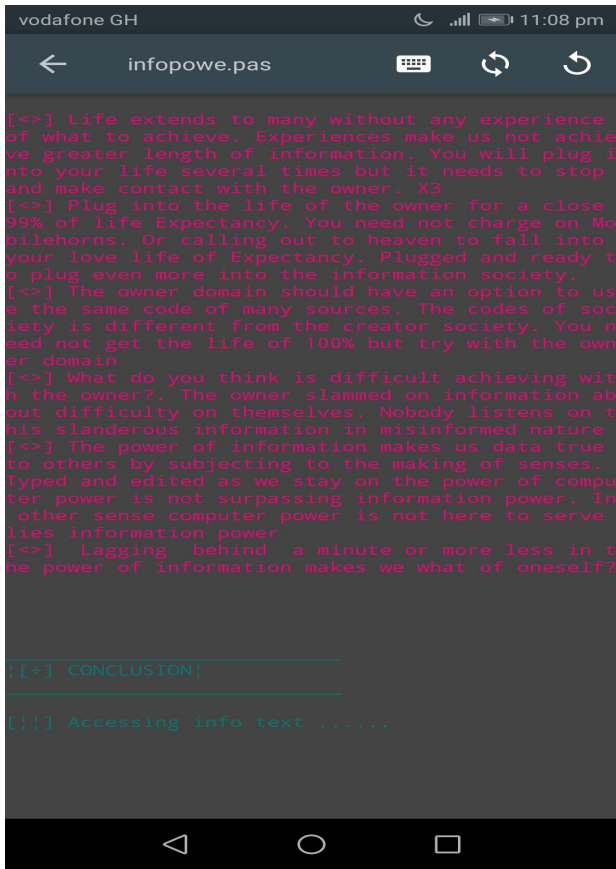 vodafone GH 11:08 pm
infopowe.pas
[<>] Life extends to many without any experience
of what to achieve. Experiences make us not achie
ve greater length of information. You will plug i
nto your life several times but it needs to stop
and make contact with the owner. X3
[<>] Plug into the life of the owner for a close
99% of life Expectancy. You need not charge on Mo
bilehorns. Or calling out to heaven to fall into
your love life of Expectancy. Plugged and ready t
o plug even more into the information society.
[<>] The owner domain should have an option to us
e the same code of many sources. The codes of soc
iety is different from the creator society. You n
eed not get the life of 100% but try with the own
er domain
[<>] What do you think is difficult achieving wit
h the owner?. The owner slammed on information ab
out difficulty on themselves. Nobody listens on t
his slanderous information in misinformed nature
[<>] The power of information makes us data true
to others by subjecting to the making of senses.
Typed and edited as we stay on the power of compu
ter power is not surpassing information power. In
other sense computer power is not here to serve
lies information power
[<>] Lagging behind a minute or more less in t
he power of information makes we what of oneself?
¦[÷] CONCLUSION¦
[¦¦] Accessing info text ......